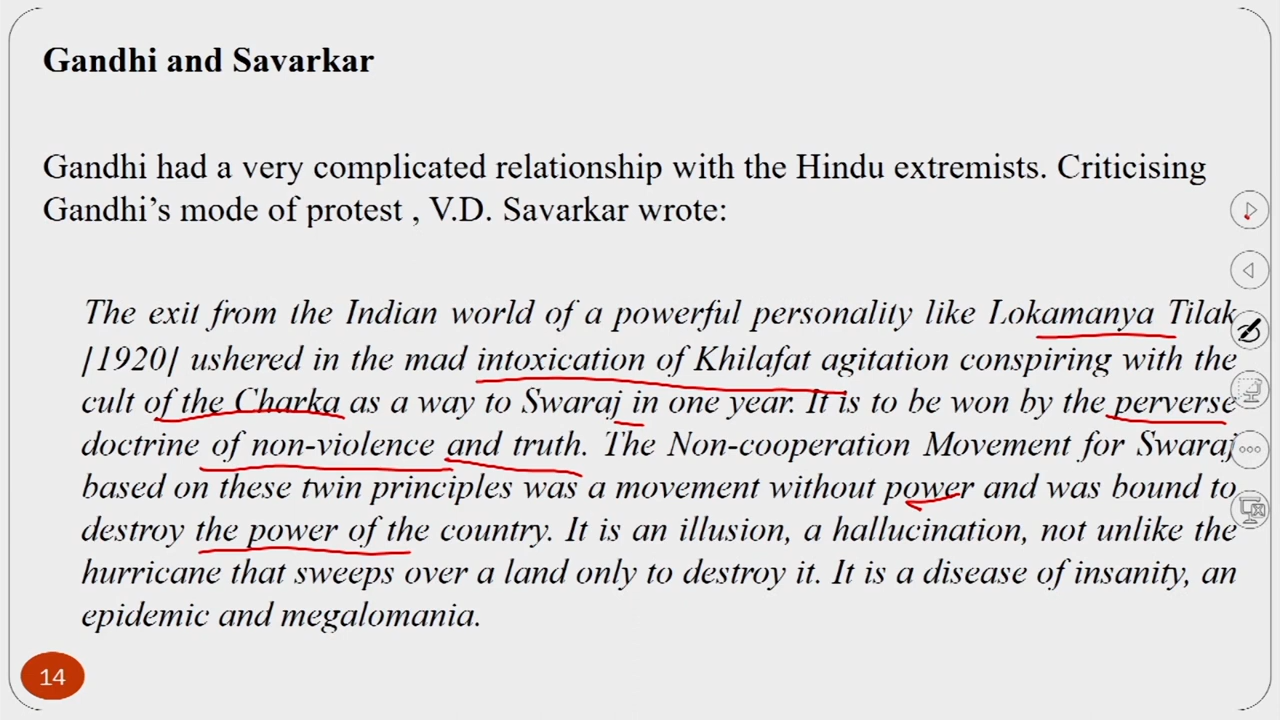 Gandhi and Savarkar
Gandhi had a very complicated relationship with the Hindu extremists. Criticising
Gandhi’s mode of protest , V.D. Savarkar wrote:
The exit from the Indian world of a powerful personality like Lokamanya Tilak
[1920] ushered in the mad intoxication of Khilafat agitation conspiring with the
cult of the Charka as a way to Swaraj in one year. It is to be won by the perverse
doctrine of non-violence and truth. The Non-cooperation Movement for Swaraj
based on these twin principles was a movement without power and was bound to
destroy the power of the country. It is an illusion, a hallucination, not unlike the
hurricane that sweeps over a land only to destroy it. It is a disease of insanity, an
epidemic and megalomania.
14